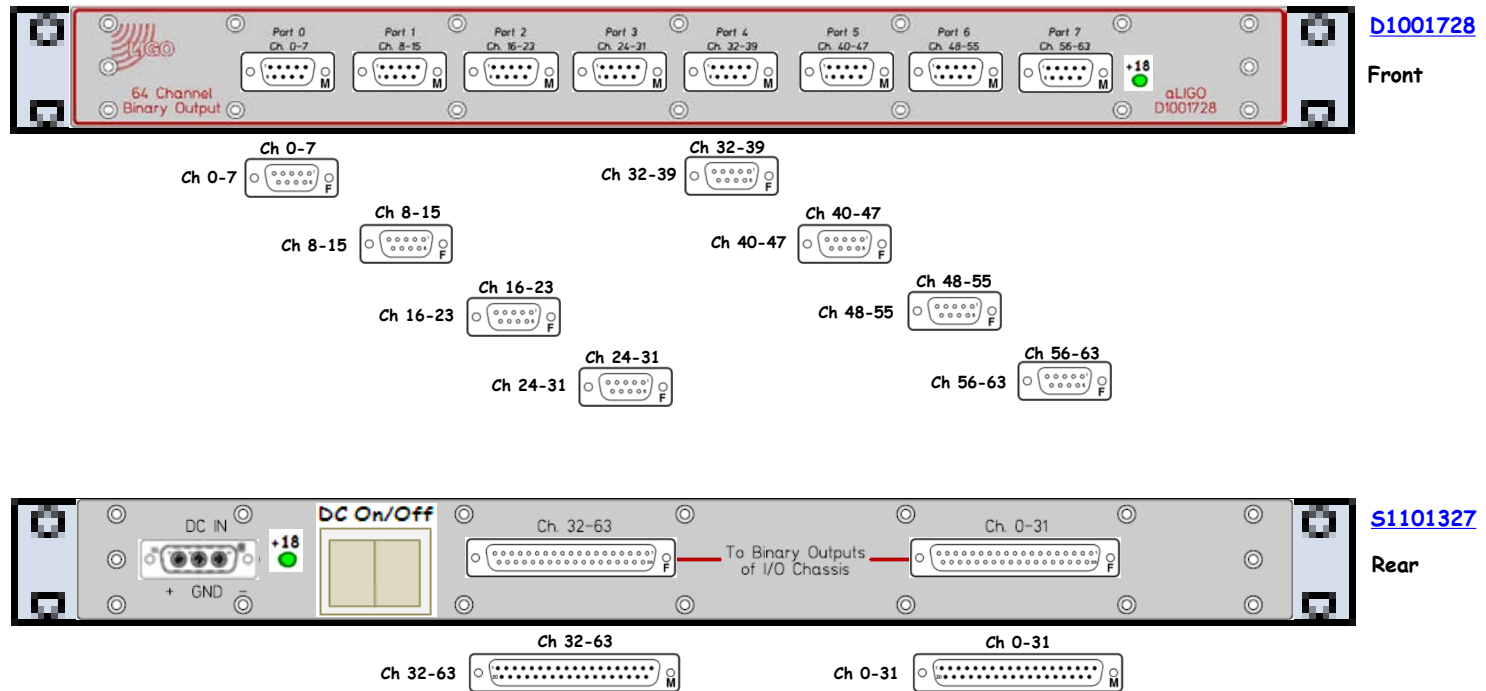 LIGO
64 Channel
Binary Output
Port 0
Ch. 0-7
M
Port 1
Ch. 8-15
M
Port 2
Ch. 16-23
M
Port 3
Ch. 24-31
M
Port 4
Ch. 32-39
M
Port 5
Ch. 40-47
M
Port 6
Ch. 48-55
M
Port 7
Ch. 56-63
M
+18
aLIGO
D1001728
D1001728
Front
Ch 0-7
Ch 0-7
F
Ch 8-15
Ch 8-15
F
Ch 16-23
Ch 16-23
F
Ch 24-31
Ch 24-31
F
Ch 32-39
Ch 32-39
F
Ch 40-47
Ch 40-47
F
Ch 48-55
Ch 48-55
F
Ch 56-63
Ch 56-63
F
DC IN
+ GND -
+18
DC On/Off
Ch. 32-63
F
To Binary Outputs
of I/O Chassis
Ch. 0-31
F
S1101327
Rear
Ch 32-63
Ch 32-63
M
Ch 0-31
Ch 0-31
M